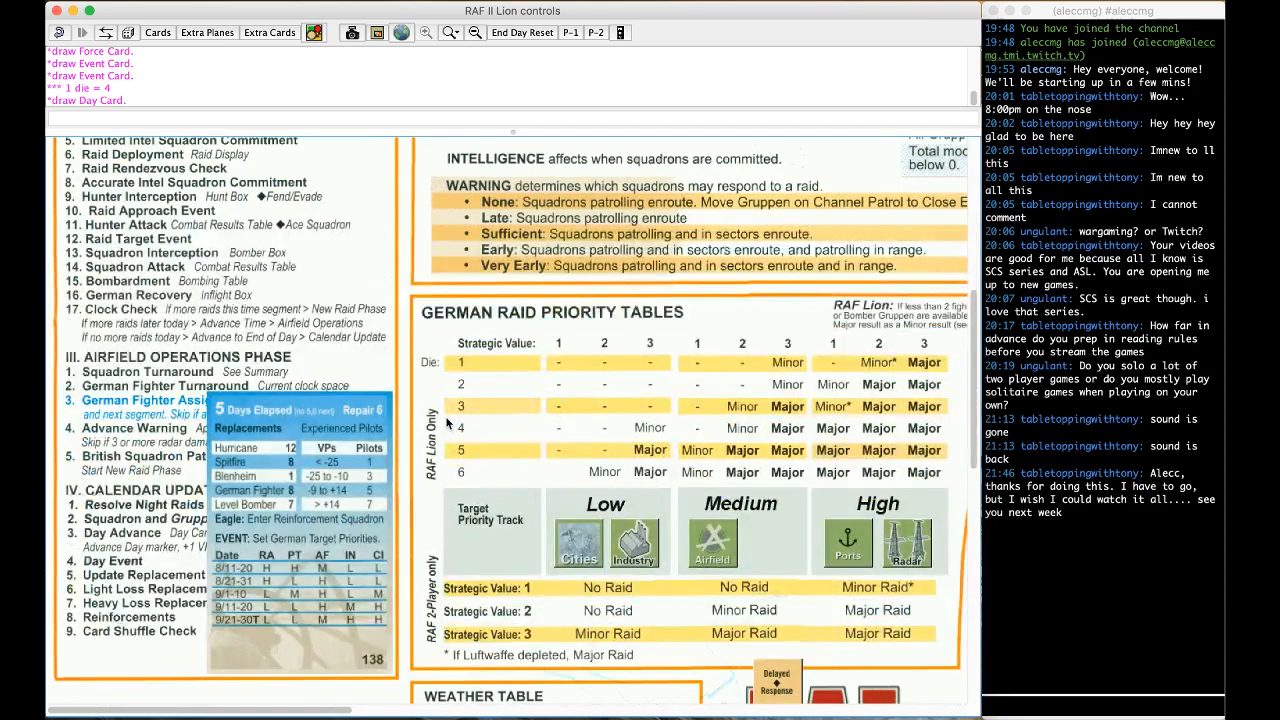 RAF II Lion controls
Cards
Extra Planes
Extra Cards
End Day Reset
P-1
P-2
*draw Force Card.
*draw Event Card.
*draw Event Card.
*** 1 die = 4
*draw Day Card.
5. Limited Intel Squadron Commitment
6. Raid Deployment Raid Display
7. Raid Rendezvous Check
8. Accurate Intel Squadron Commitment
9. Hunter Interception Hunt Box ◆Fend/Evade
10. Raid Approach Event
11. Hunter Attack Combat Results Table ◆Ace Squadron
12. Raid Target Event
13. Squadron Interception Bomber Box
14. Squadron Attack Combat Results Table
15. Bombardment Bombing Table
16. German Recovery Inflight Box
17. Clock Check If more raids this time segment > New Raid Phase
If more raids later today > Advance Time > Airfield Operations
If no more raids today > Advance to End of Day > Calendar Update
III. AIRFIELD OPERATIONS PHASE
1. Squadron Turnaround See Summary
2. German Fighter Turnaround Current clock space
3. German Fighter Assig
and next segment. Skip if a
4. Advance Warning Ap
Skip if 3 or more radar dama
5. British Squadron Pat
Start New Raid Phase
IV. CALENDAR UPDA
1. Resolve Night Raids
2. Squadron and Grupp
3. Day Advance Day Car
Advance Day marker, +1 V
4. Day Event
5. Update Replacement
6. Light Loss Replacem
7. Heavy Loss Replacem
8. Reinforcements
9. Card Shuffle Check
5 Days Elapsed (no 5,6 next) Repair 6
Replacements Experienced Pilots
Hurricane 12 VPs Pilots
Spitfire 8 < -25 1
Blenheim 1 -25 to -10 3
German Fighter 8 -9 to +14 5
Level Bomber 7 > +14 7
Eagle: Enter Reinforcement Squadron
EVENT: Set German Target Priorities.
Date RA PT AF IN CI
8/11-20 H H M L L
8/21-31 H L H L L
9/1-10 L M H L M
9/11-20 L L H M H
9/21-30T L L M H H
138
Total mod
below 0.
INTELLIGENCE affects when squadrons are committed.
WARNING determines which squadrons may respond to a raid.
• None: Squadrons patrolling enroute. Move Gruppen on Channel Patrol to Close E
• Late: Squadrons patrolling enroute
• Sufficient: Squadrons patrolling and in sectors enroute.
• Early: Squadrons patrolling and in sectors enroute, and patrolling in range.
• Very Early: Squadrons patrolling and in sectors enroute and in range.
GERMAN RAID PRIORITY TABLES
RAF Lion: If less than 2 figh
or Bomber Gruppen are available
Major result as a Minor result (se
Strategic Value: 1 2 3 1 2 3 1 2 3
Die: 1 - - - - - Minor - Minor* Major
2 - - - - - Minor Minor Major Major
3 - - - - Minor Major Minor* Major Major
4 - - Minor - Minor Major Major Major Major
5 - - Major Minor Major Major Major Major Major
6 Minor Major Minor Major Major Major Major Major
RAF Lion Only
Target
Priority Track
Low Medium High
Cities Industry Airfield Ports Radar
RAF 2-Player only
Strategic Value: 1 No Raid No Raid Minor Raid*
Strategic Value: 2 No Raid Minor Raid Major Raid
Strategic Value: 3 Minor Raid Major Raid Major Raid
* If Luftwaffe depleted, Major Raid
WEATHER TABLE
Delayed
◆
Response
(aleccmg) #aleccmg
19:48 You have joined the channel
19:48 aleccmg has joined (aleccmg@alecc
mg.tmi.twitch.tv)
19:53 aleccmg: Hey everyone, welcome!
We'll be starting up in a few mins!
20:01 tabletoppingwithtony: Wow...
8:00pm on the nose
20:02 tabletoppingwithtony: Hey hey hey
glad to be here
20:05 tabletoppingwithtony: Imnew to ll
this
20:05 tabletoppingwithtony: Im new to
all this
20:05 tabletoppingwithtony: I cannot
comment
20:06 ungulant: wargaming? or Twitch?
20:06 tabletoppingwithtony: Your videos
are good for me because all I know is
SCS series and ASL. You are opening me
up to new games.
20:07 ungulant: SCS is great though. i
love that series.
20:17 tabletoppingwithtony: How far in
advance do you prep in reading rules
before you stream the games
20:19 ungulant: Do you solo a lot of
two player games or do you mostly play
solitaire games when playing on your
own?
21:13 tabletoppingwithtony: sound is
gone
21:13 tabletoppingwithtony: sound is
back
21:46 tabletoppingwithtony: Alecc,
thanks for doing this. I have to go,
but I wish I could watch it all.... see
you next week